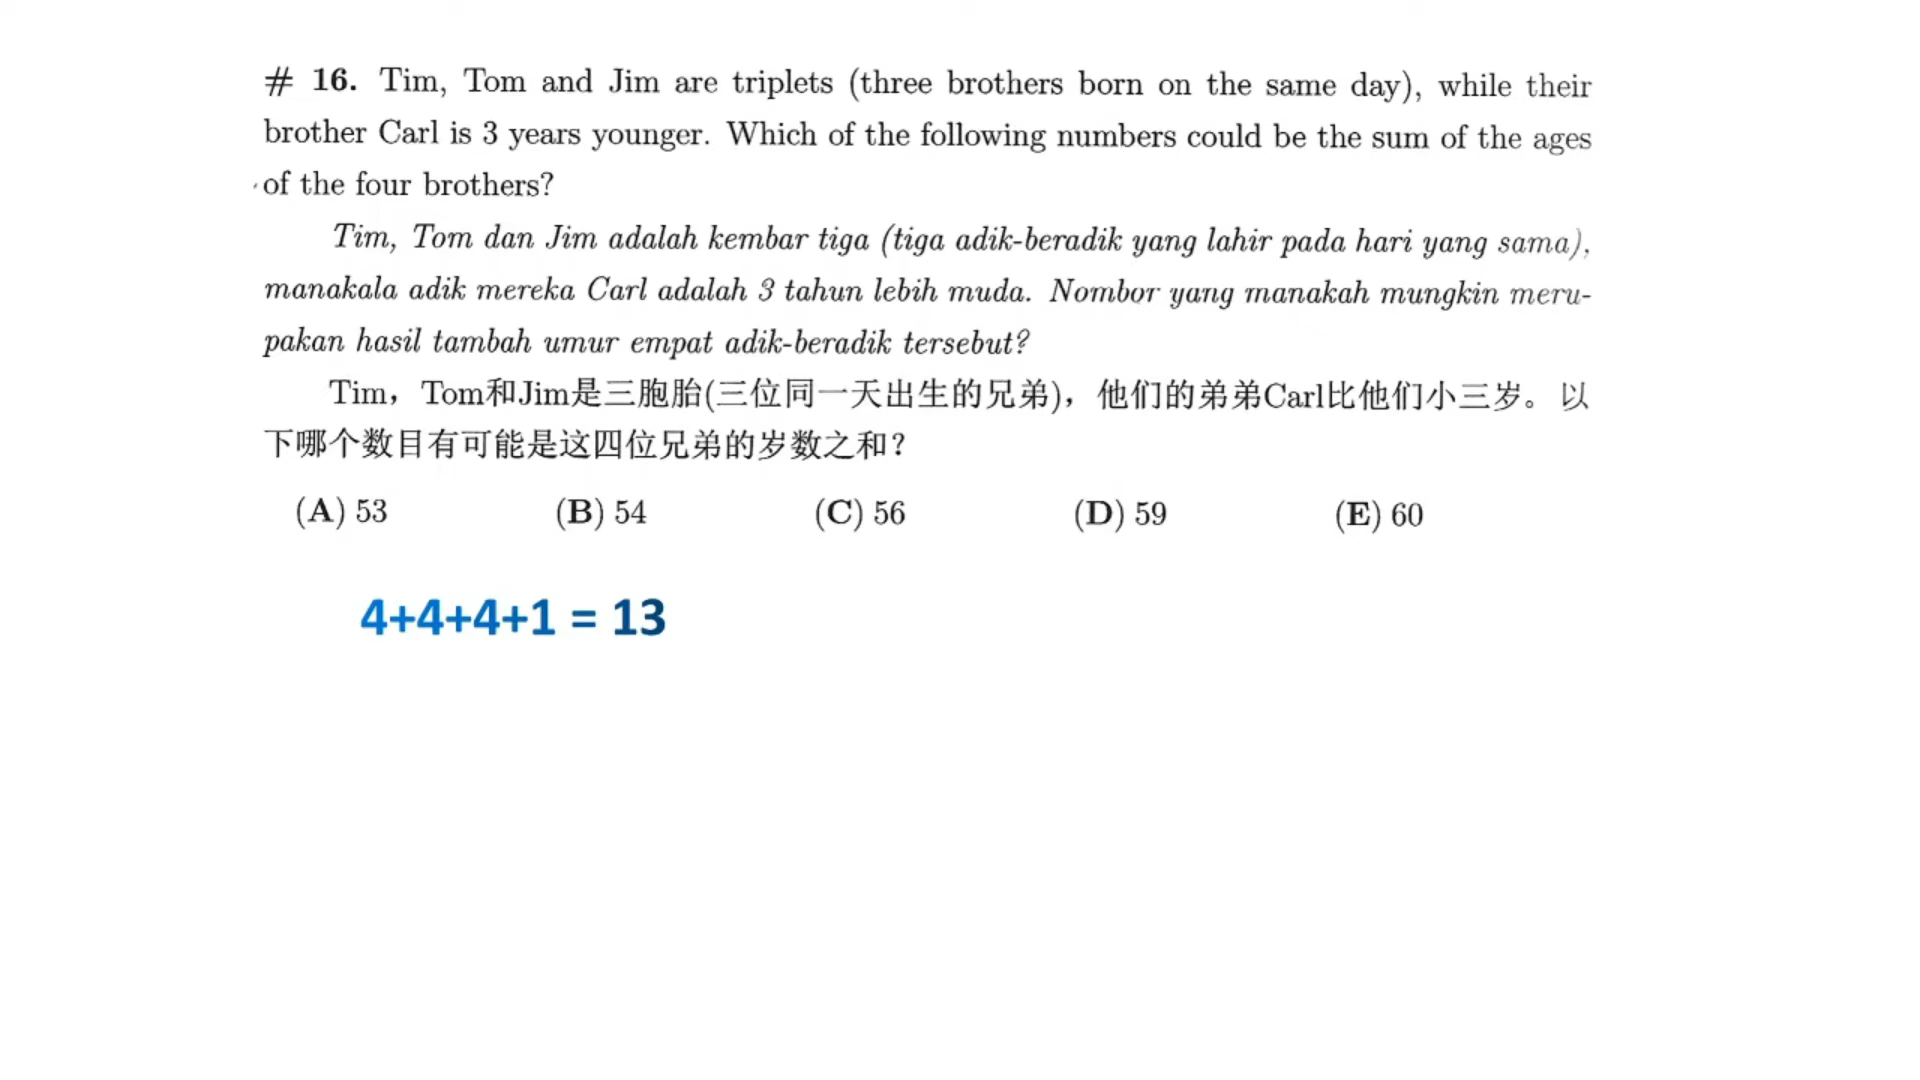 # 16. Tim, Tom and Jim are triplets (three brothers born on the same day), while their
brother Carl is 3 years younger. Which of the following numbers could be the sum of the ages
of the four brothers?
Tim, Tom dan Jim adalah kembar tiga (tiga adik-beradik yang lahir pada hari yang sama),
manakala adik mereka Carl adalah 3 tahun lebih muda. Nombor yang manakah mungkin meru-
pakan hasil tambah umur empat adik-beradik tersebut?
Tim，Tom和Jim是三胞胎(三位同一天出生的兄弟)，他们的弟弟Carl比他们小三岁。以
下哪个数目有可能是这四位兄弟的岁数之和？
(A) 53 (B) 54 (C) 56 (D) 59 (E) 60
4+4+4+1 = 13